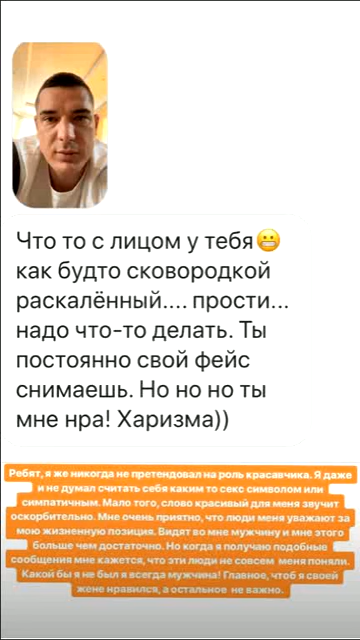 Что то с лицом у тебя😬
как будто сковородкой
раскалённый.... прости...
надо что-то делать. Ты
постоянно свой фейс
снимаешь. Но но но ты
мне нра! Харизма))
Ребят, я же никогда не претендовал на роль красавчика. Я даже
и не думал считать себя каким то секс символом или
симпатичным. Мало того, слово красивый для меня звучит
оскорбительно. Мне очень приятно, что люди меня уважают за
мою жизненную позицию. Видят во мне мужчину и мне этого
больше чем достаточно. Но когда я получаю подобные
сообщения мне кажется, что эти люди не совсем меня поняли.
Какой бы я не был я всегда мужчина! Главное, чтоб я своей
жене нравился, а остальное не важно.